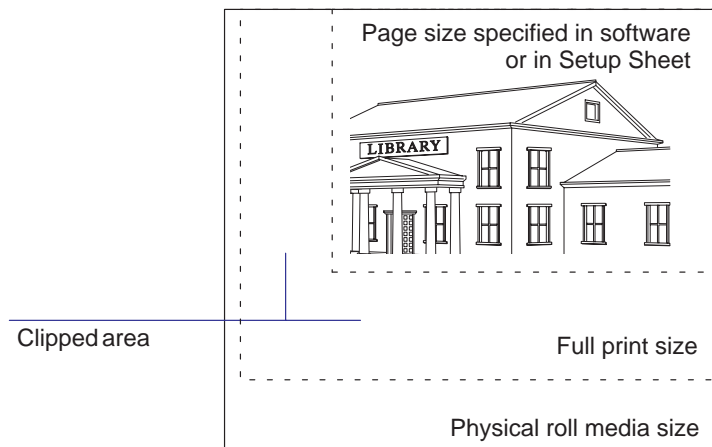 Page size specified in software
or in Setup Sheet
LIBRARY
Clipped area
Full print size
Physical roll media size